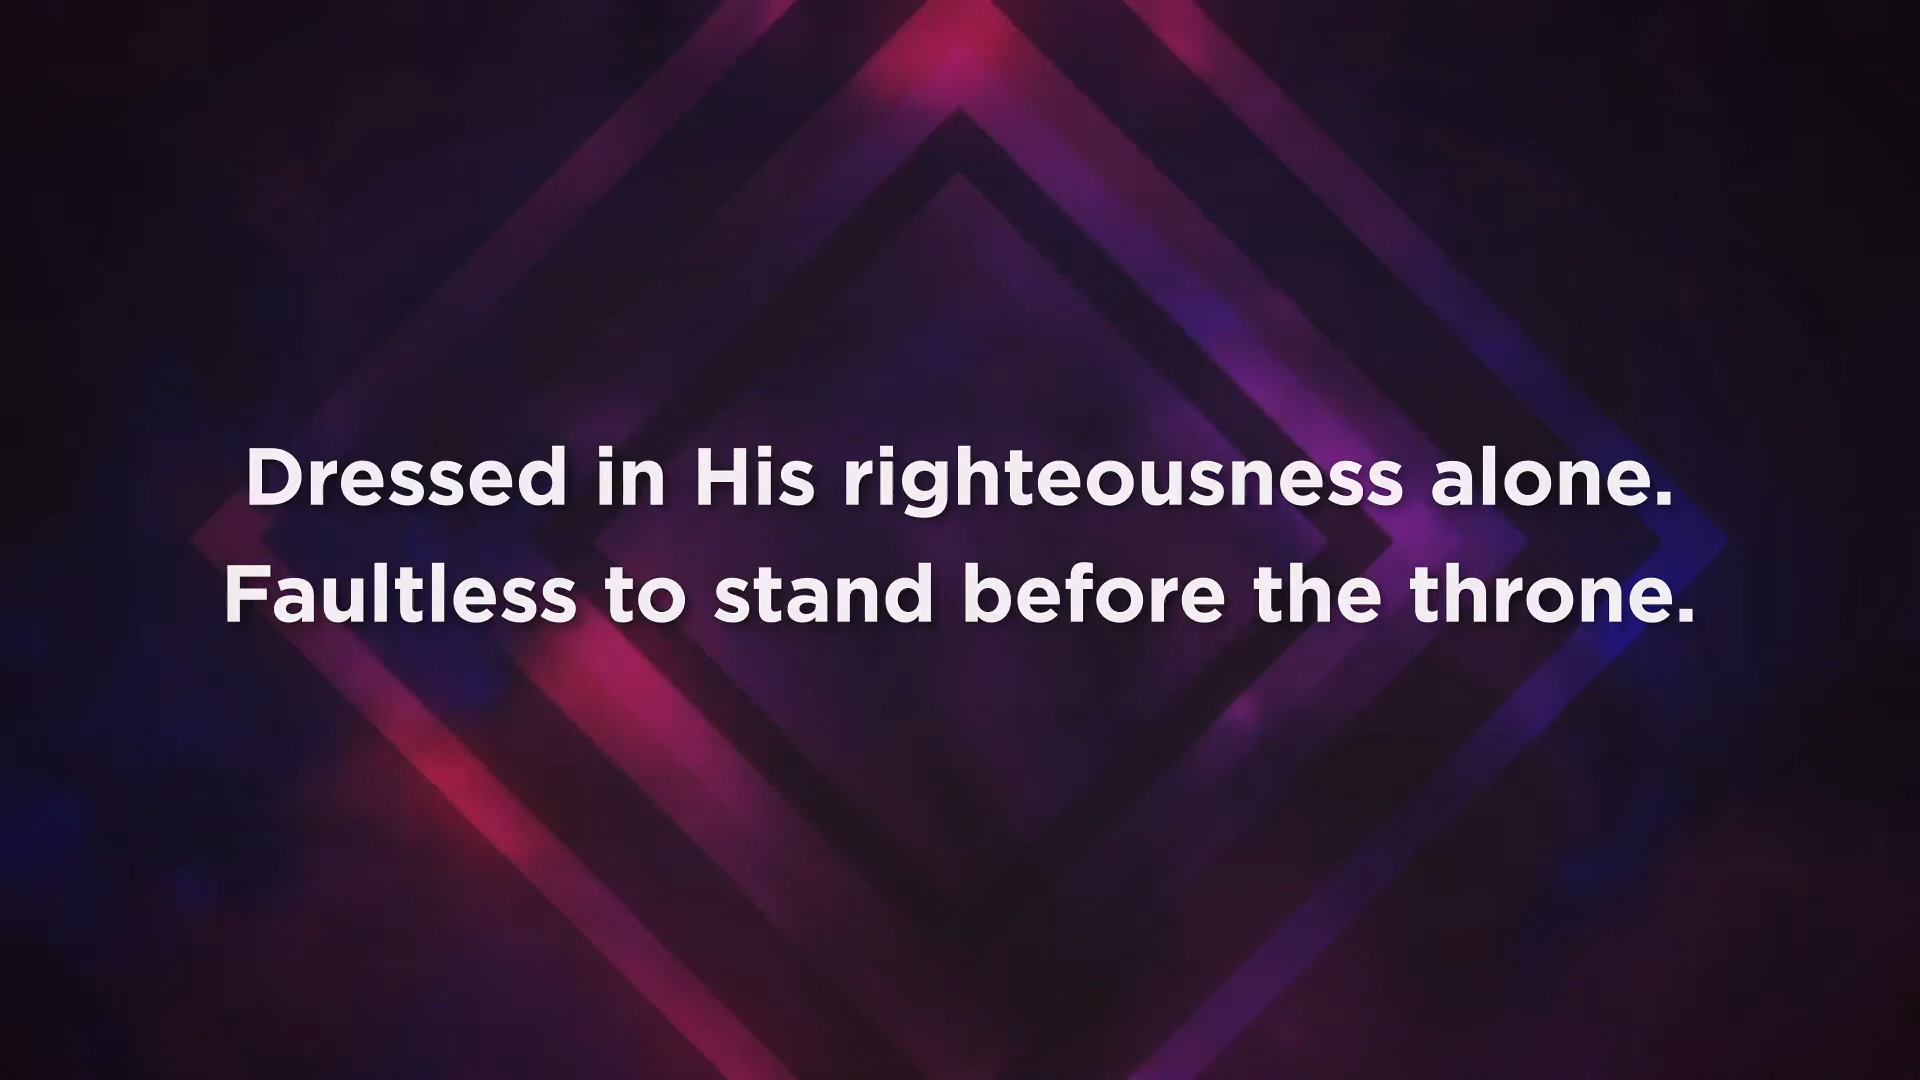 Dressed in His righteousness alone.
Faultless to stand before the throne.